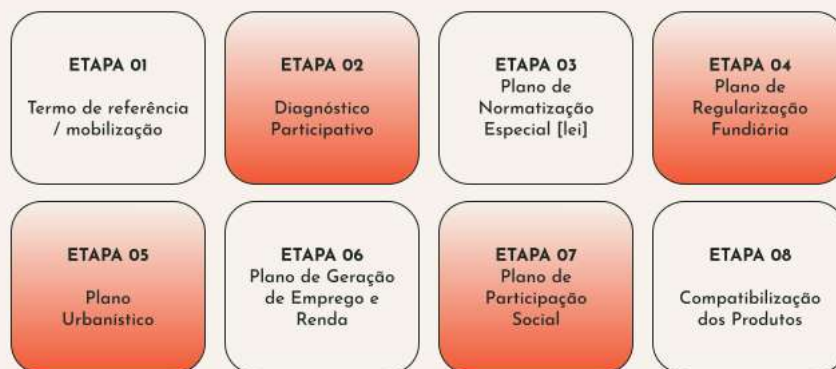 ETAPA 01
Termo de referência
/ mobilização
ETAPA 02
Diagnóstico
Participativo
ETAPA 03
Plano de
Normatização
Especial [lei]
ETAPA 04
Plano de
Regularização
Fundiária
ETAPA 05
Plano
Urbanístico
ETAPA 06
Plano de Geração
de Emprego e
Renda
ETAPA 07
Plano de
Participação
Social
ETAPA 08
Compatibilização
dos Produtos